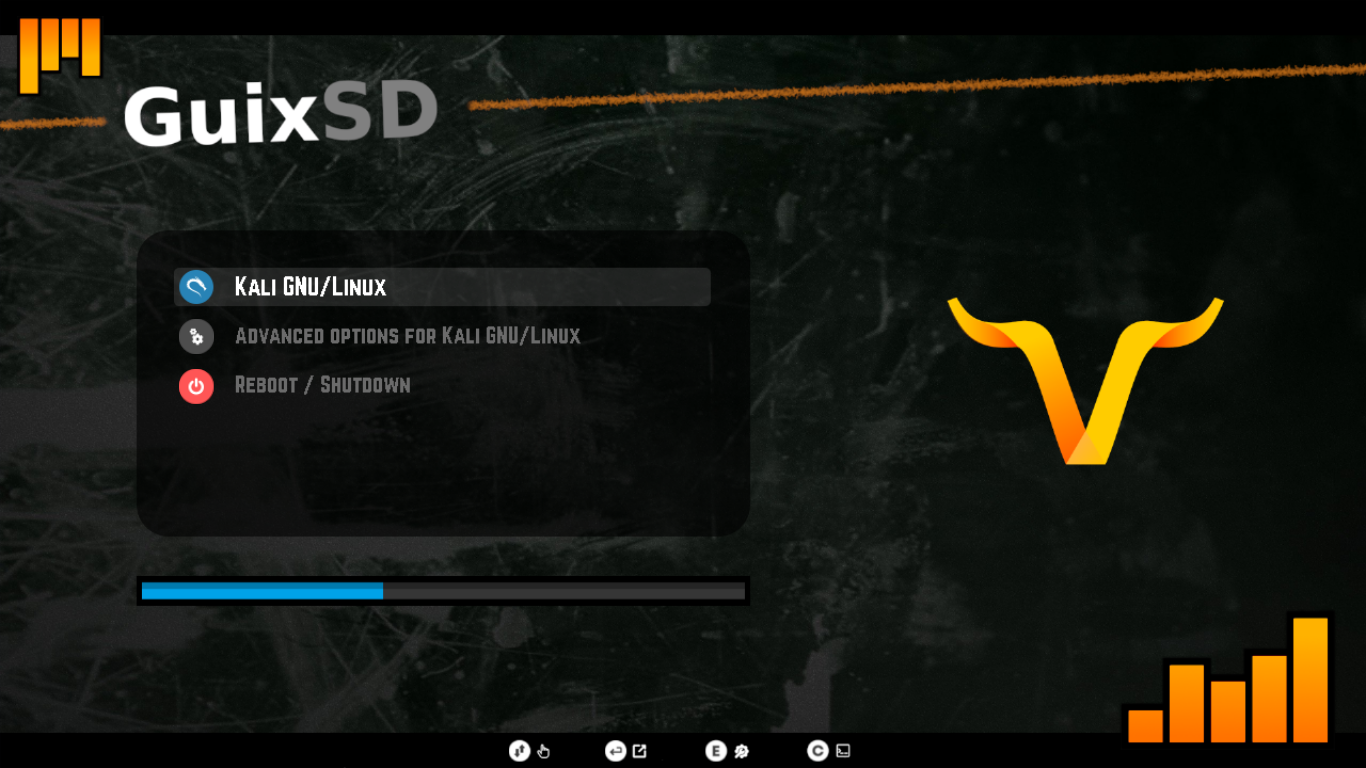 GuixSD
Kali GNU/Linux
Advanced options for Kali GNU/Linux
Reboot / Shutdown
E
C